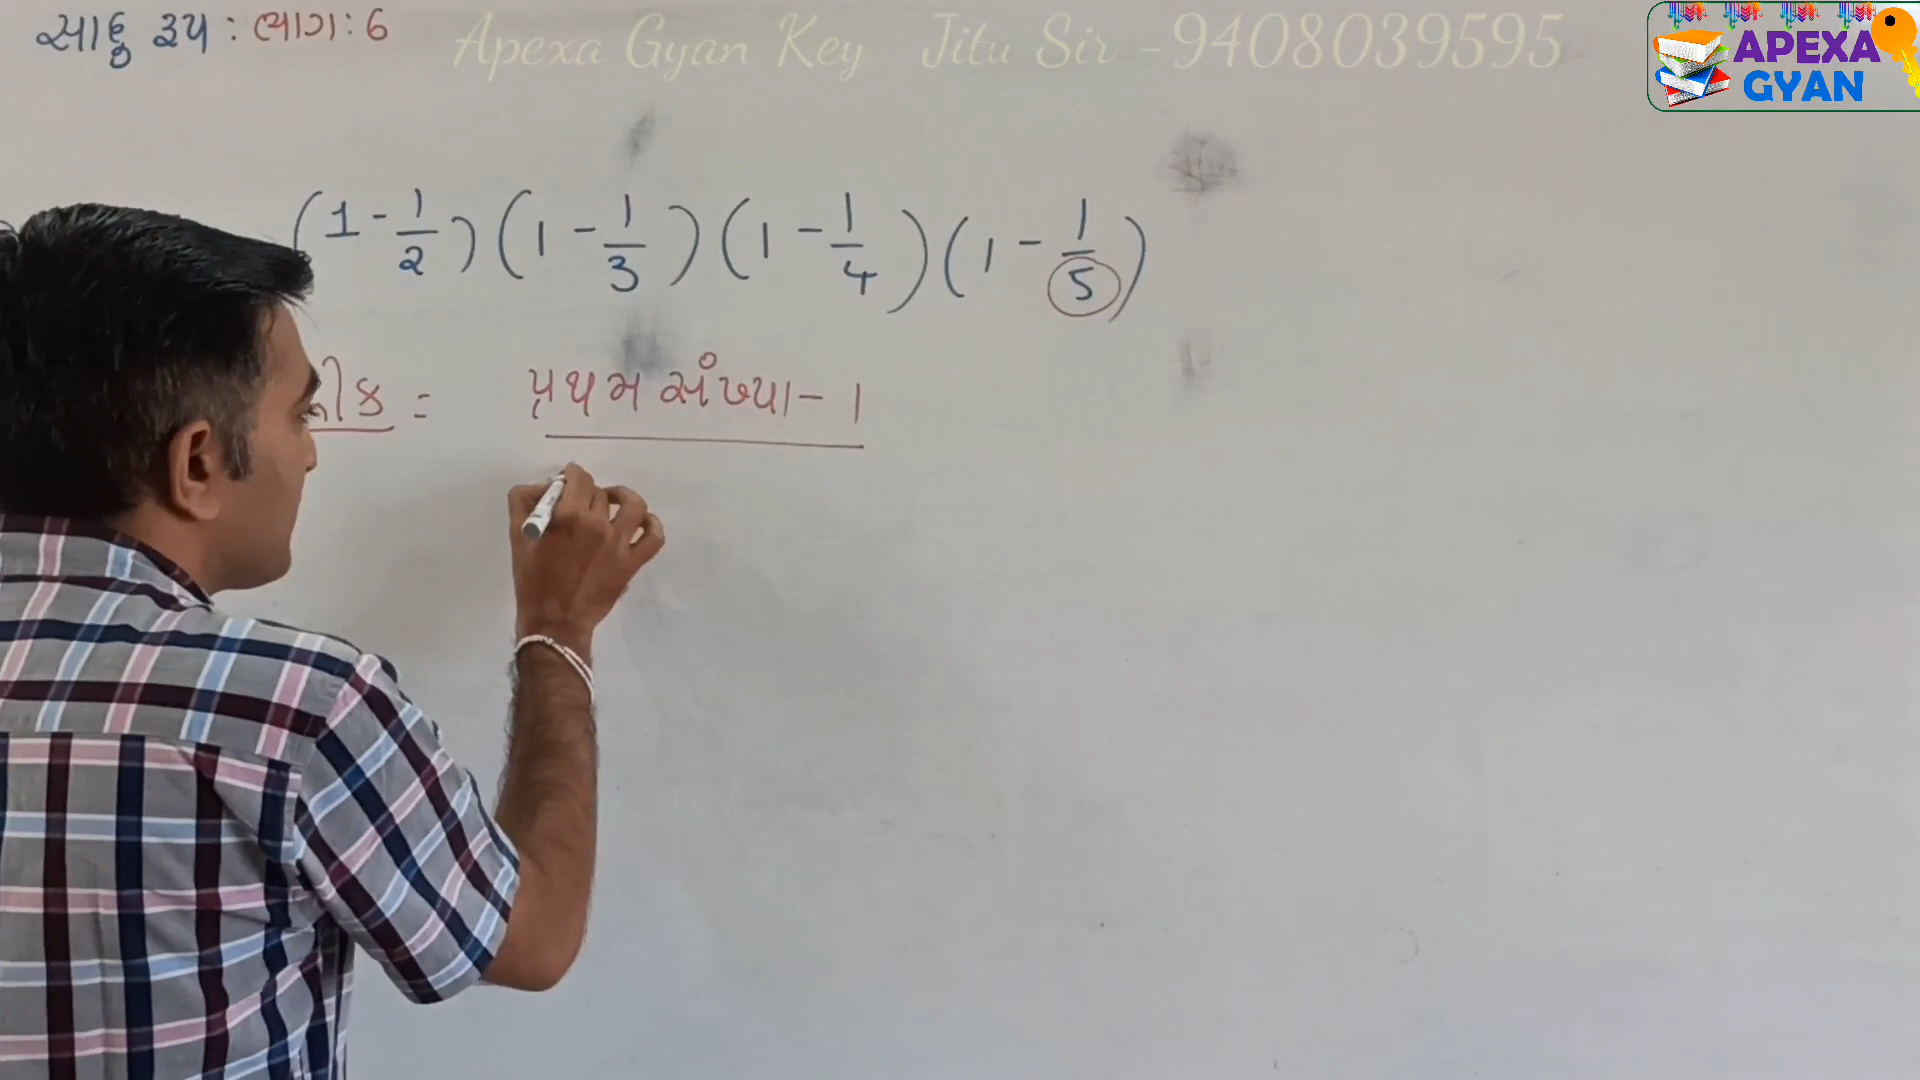 સાદુ રૂપ : ભાગ : 6
Apexa Gyan Key Jitu Sir -9408039595
APEXA
GYAN
(1 - 1/2) (1 - 1/3) (1 - 1/4) (1 - 1/5)
= પ્રથમ સંખ્યા - 1